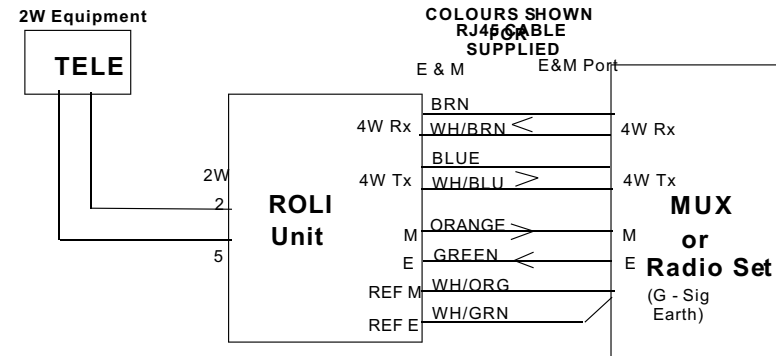 2W Equipment
TELE
COLOURS SHOWN
FOR
RJ45 CABLE
SUPPLIED
E & M
E&M Port
BRN
4W Rx
WH/BRN
4W Rx
BLUE
4W Tx
WH/BLU
4W Tx
2W
2
5
ROLI
Unit
MUX
or
Radio Set
(G - Sig
Earth)
M
ORANGE
M
E
GREEN
E
REF M
WH/ORG
REF E
WH/GRN